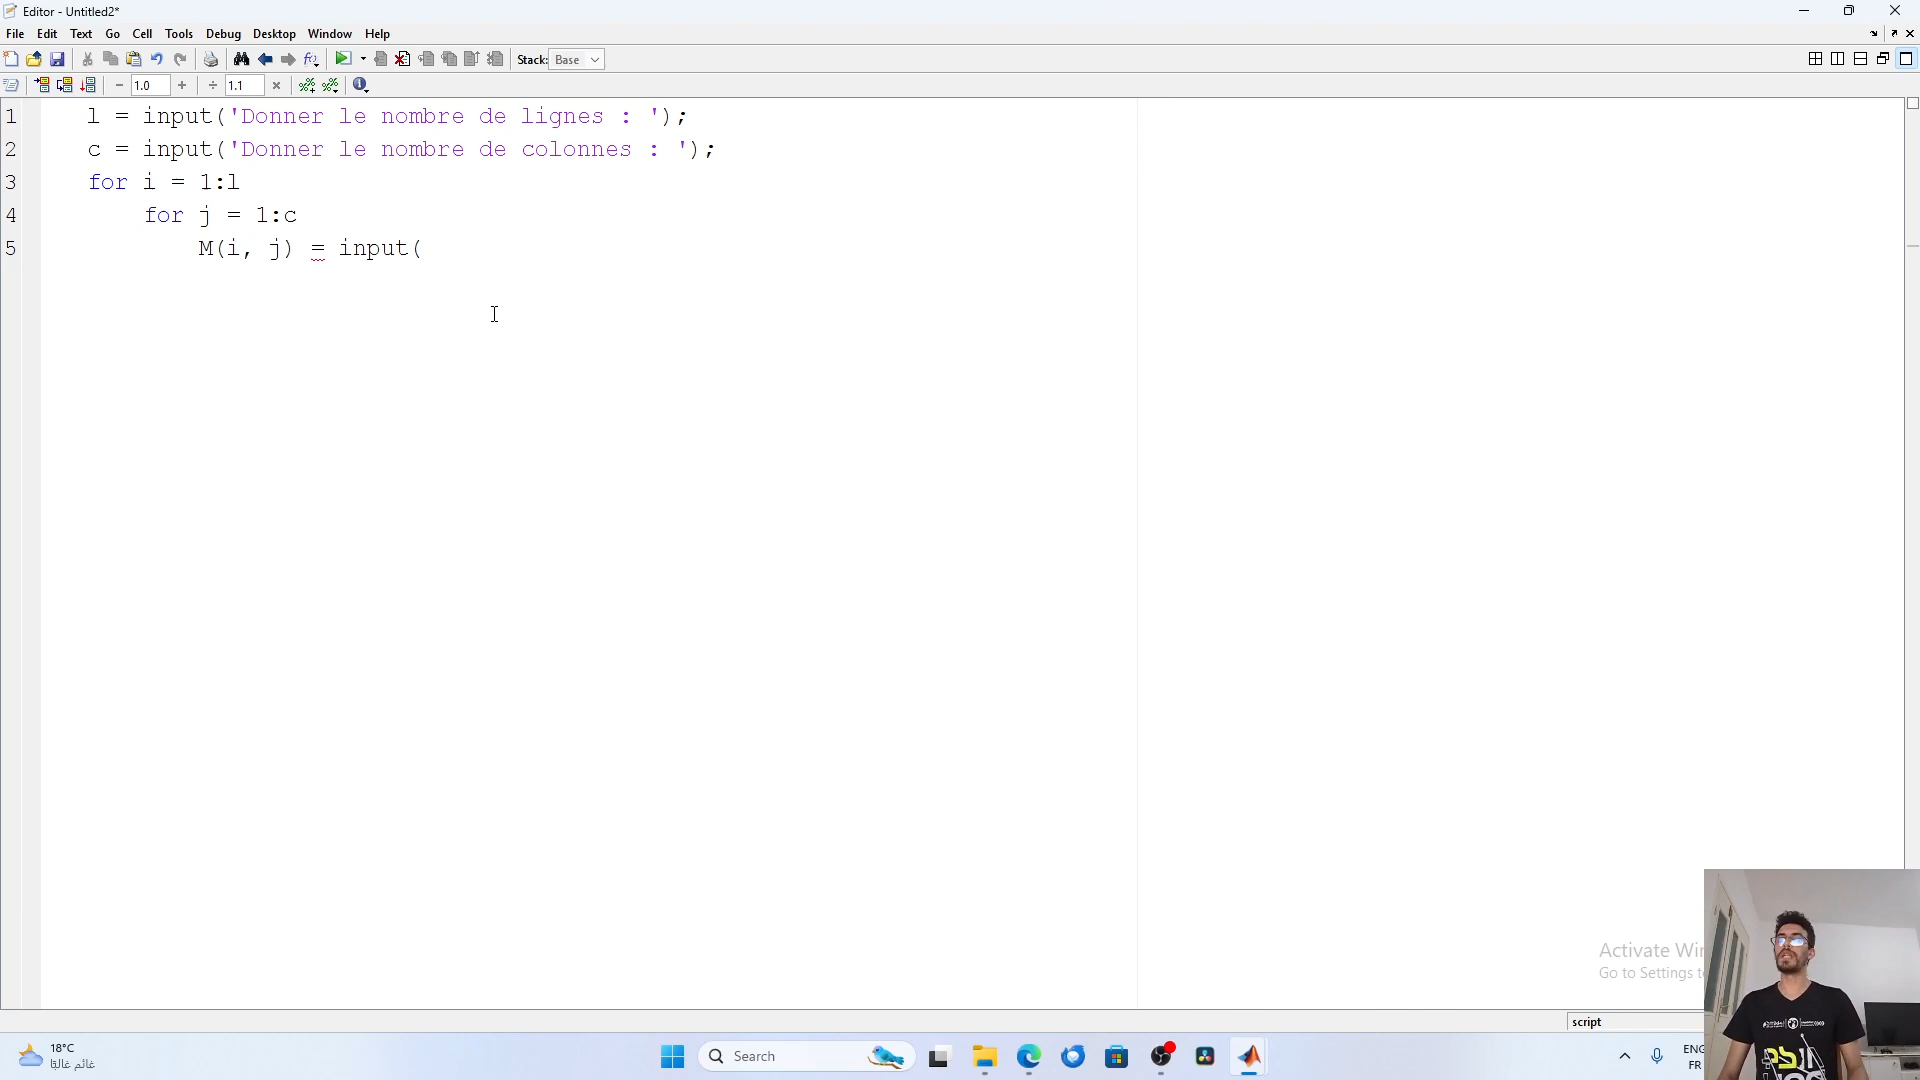 Editor - Untitled2*
File Edit Text Go Cell Tools Debug Desktop Window Help
Stack: Base
1.0
1.1
1 l = input('Donner le nombre de lignes : ');
2 c = input('Donner le nombre de colonnes : ');
3 for i = 1:l
4 for j = 1:c
5 M(i, j) = input(
Activate Wi
Go to Settings t
script
18°C
غائم غالبًا
Search
ENG
FR